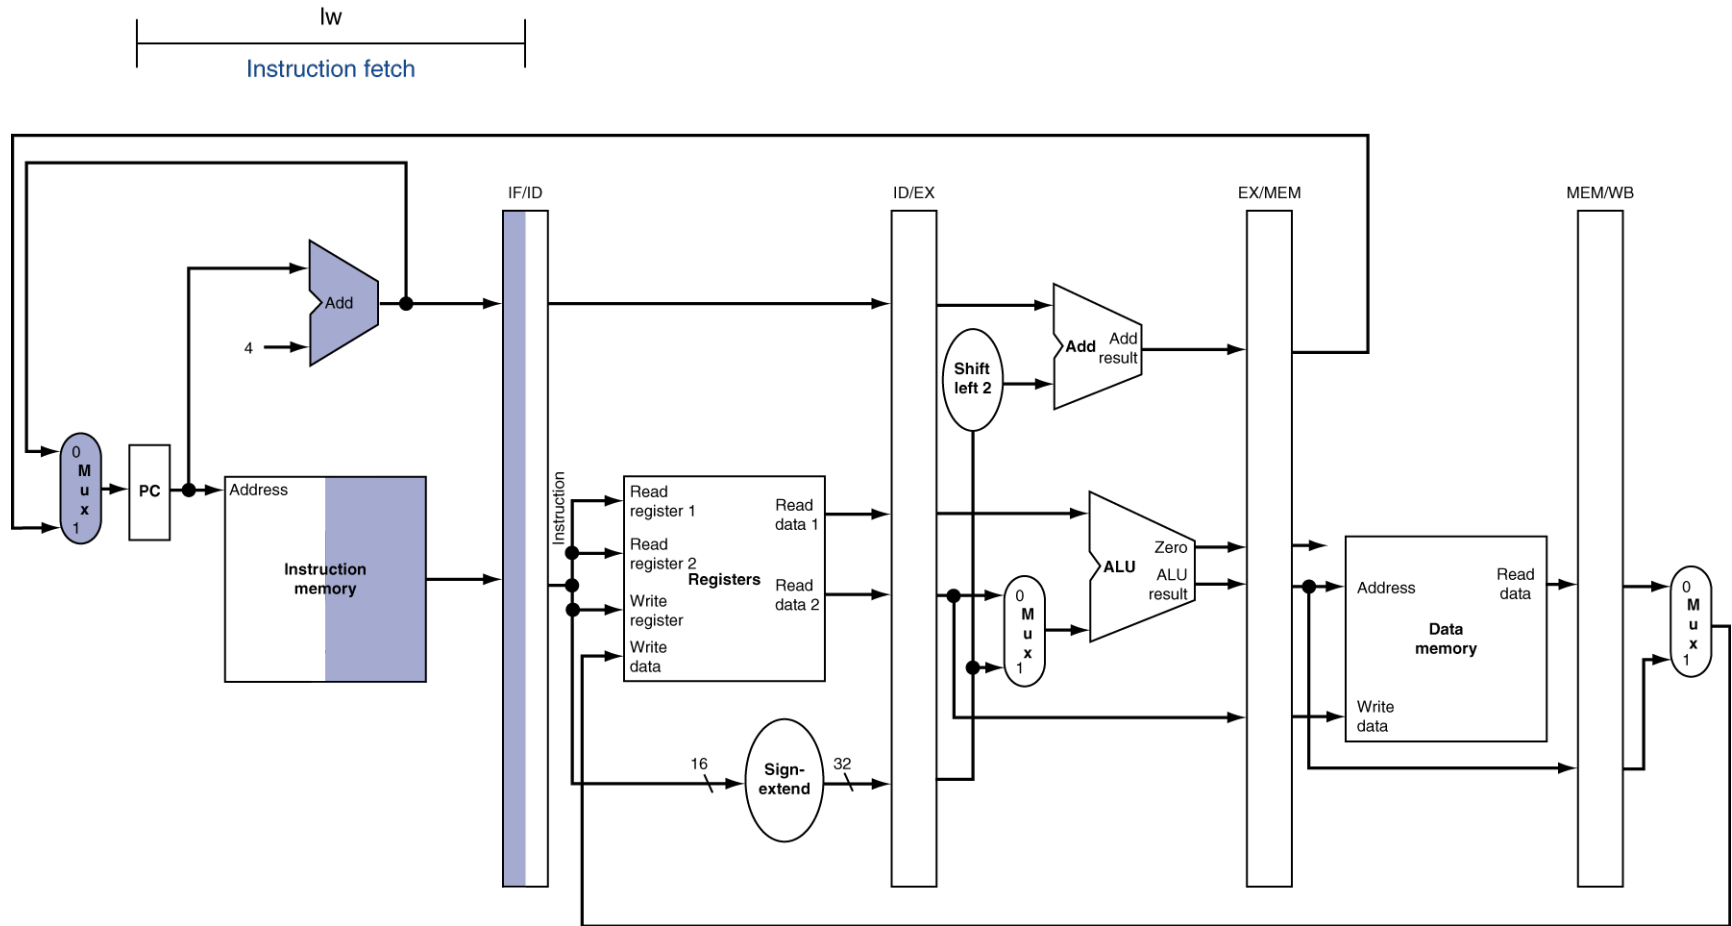 lw
Instruction fetch
IF/ID
ID/EX
EX/MEM
MEM/WB
Add
4
Add
Add
result
Shift
left 2
0
M
u
x
1
PC
Address
Instruction
memory
Instruction
Read
register 1
Read
register 2
Write
register
Write
data
Registers
Read
data 1
Read
data 2
16
Sign-
extend
32
0
M
u
x
1
ALU
Zero
ALU
result
Address
Read
data
Data
memory
Write
data
0
M
u
x
1